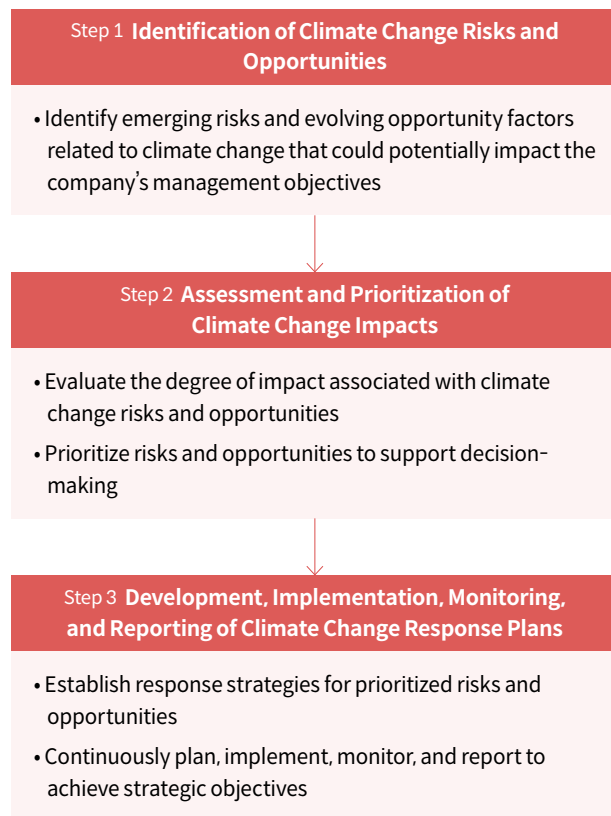 Step 1 Identification of Climate Change Risks and
Opportunities
• Identify emerging risks and evolving opportunity factors
related to climate change that could potentially impact the
company's management objectives
Step 2 Assessment and Prioritization of
Climate Change Impacts
• Evaluate the degree of impact associated with climate
change risks and opportunities
• Prioritize risks and opportunities to support decision-
making
Step 3 Development, Implementation, Monitoring,
and Reporting of Climate Change Response Plans
• Establish response strategies for prioritized risks and
opportunities
• Continuously plan, implement, monitor, and report to
achieve strategic objectives